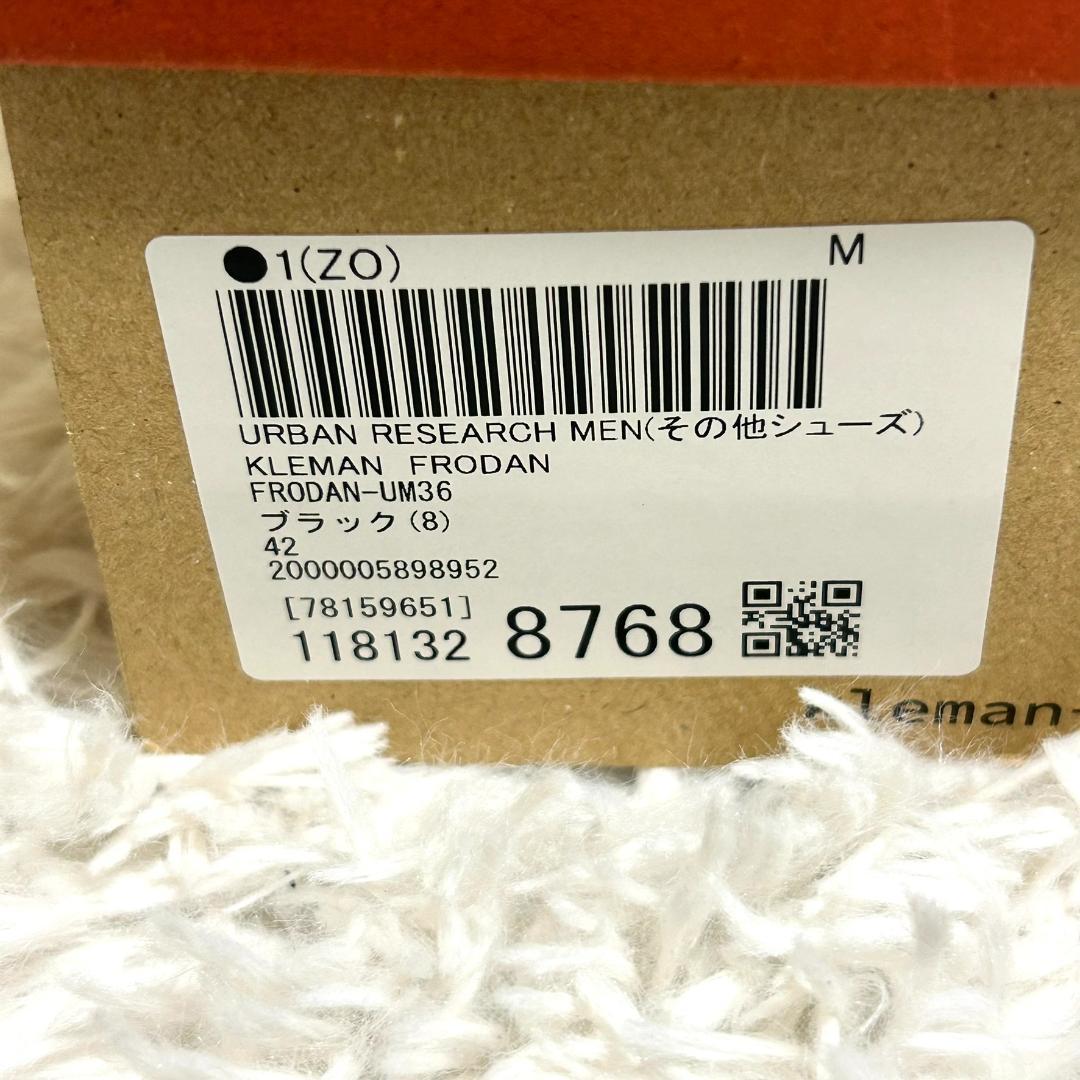 ●1(ZO) M
URBAN RESEARCH MEN(その他シューズ)
KLEMAN FRODAN
FRODAN-UM36
ブラック(8)
42
2000005898952
[78159651]
118132 8768